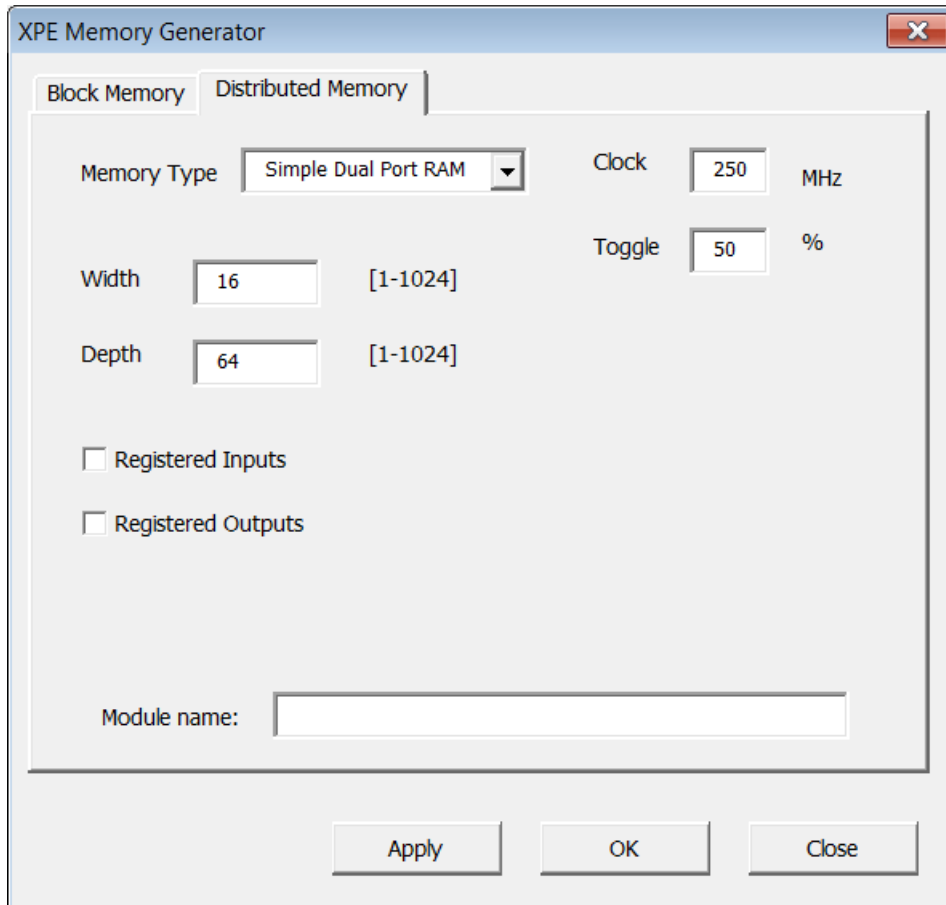 XPE Memory Generator
Block Memory Distributed Memory
Memory Type Simple Dual Port RAM Clock 250 MHz
Toggle 50 %
Width 16 [1-1024]
Depth 64 [1-1024]
Registered Inputs
Registered Outputs
Module name:
Apply OK Close